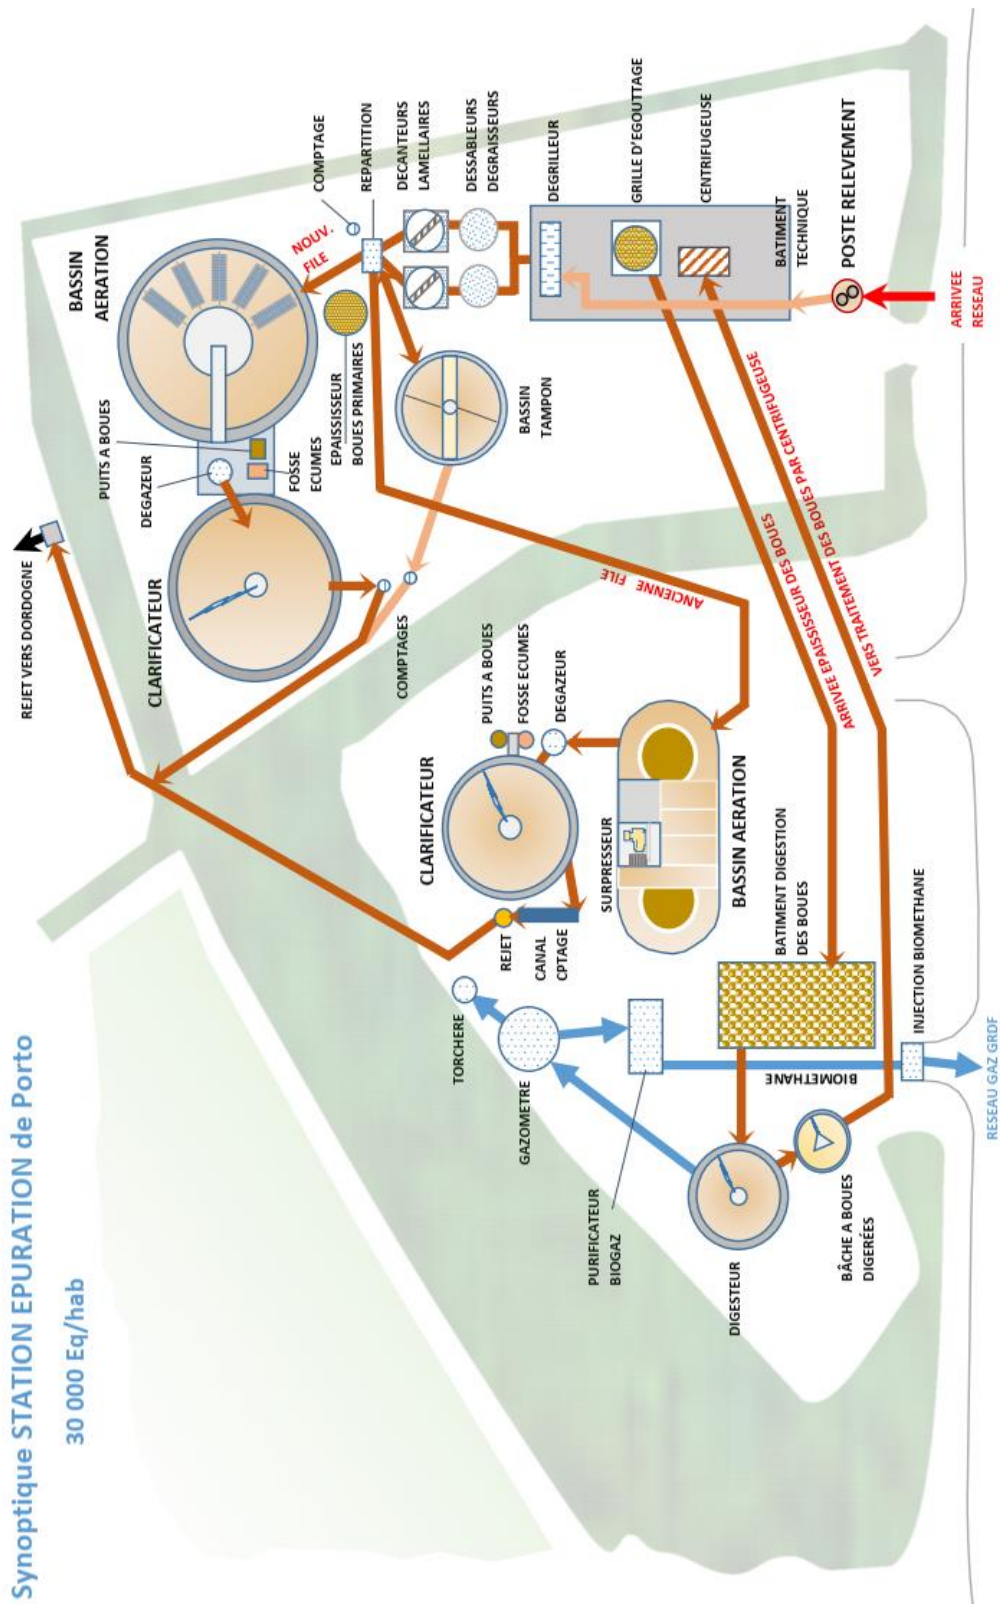 Synoptique STATION EPURATION de Porto
30 000 Eq/hab
REJET VERS DORDOGNE
PUITS A BOUES
DEGAZEUR
CLARIFICATEUR
BASSIN
AERATION
FOSSE
ECUMES
EPAISSISSEUR
BOUES PRIMAIRES
NOUV.
FILE
COMPTAGE
REPARTITION
DECANTEURS
LAMELLAIRES
DESSABLEURS
DEGRAISSEURS
DEGRILLEUR
GRILLE D'EGOUTTAGE
CENTRIFUGEUSE
BATIMENT
TECHNIQUE
POSTE RELEVEMENT
ARRIVEE
RESEAU
BASSIN
TAMPON
COMPTAGES
ANCIENNE FILE
ARRIVEE EPAISSISSEUR DES BOUES
VERS TRAITEMENT DES BOUES PAR CENTRIFUGEUSE
PUITS A BOUES
FOSSE ECUMES
DEGAZEUR
CLARIFICATEUR
SURPRESSEUR
BASSIN AERATION
REJET
CANAL
CPTAGE
TORCHERE
GAZOMETRE
PURIFICATEUR
BIOGAZ
BATIMENT DIGESTION
DES BOUES
BIOMETHANE
INJECTION BIOMETHANE
RESEAU GAZ GRDF
DIGESTEUR
BÂCHE A BOUES
DIGERÉES